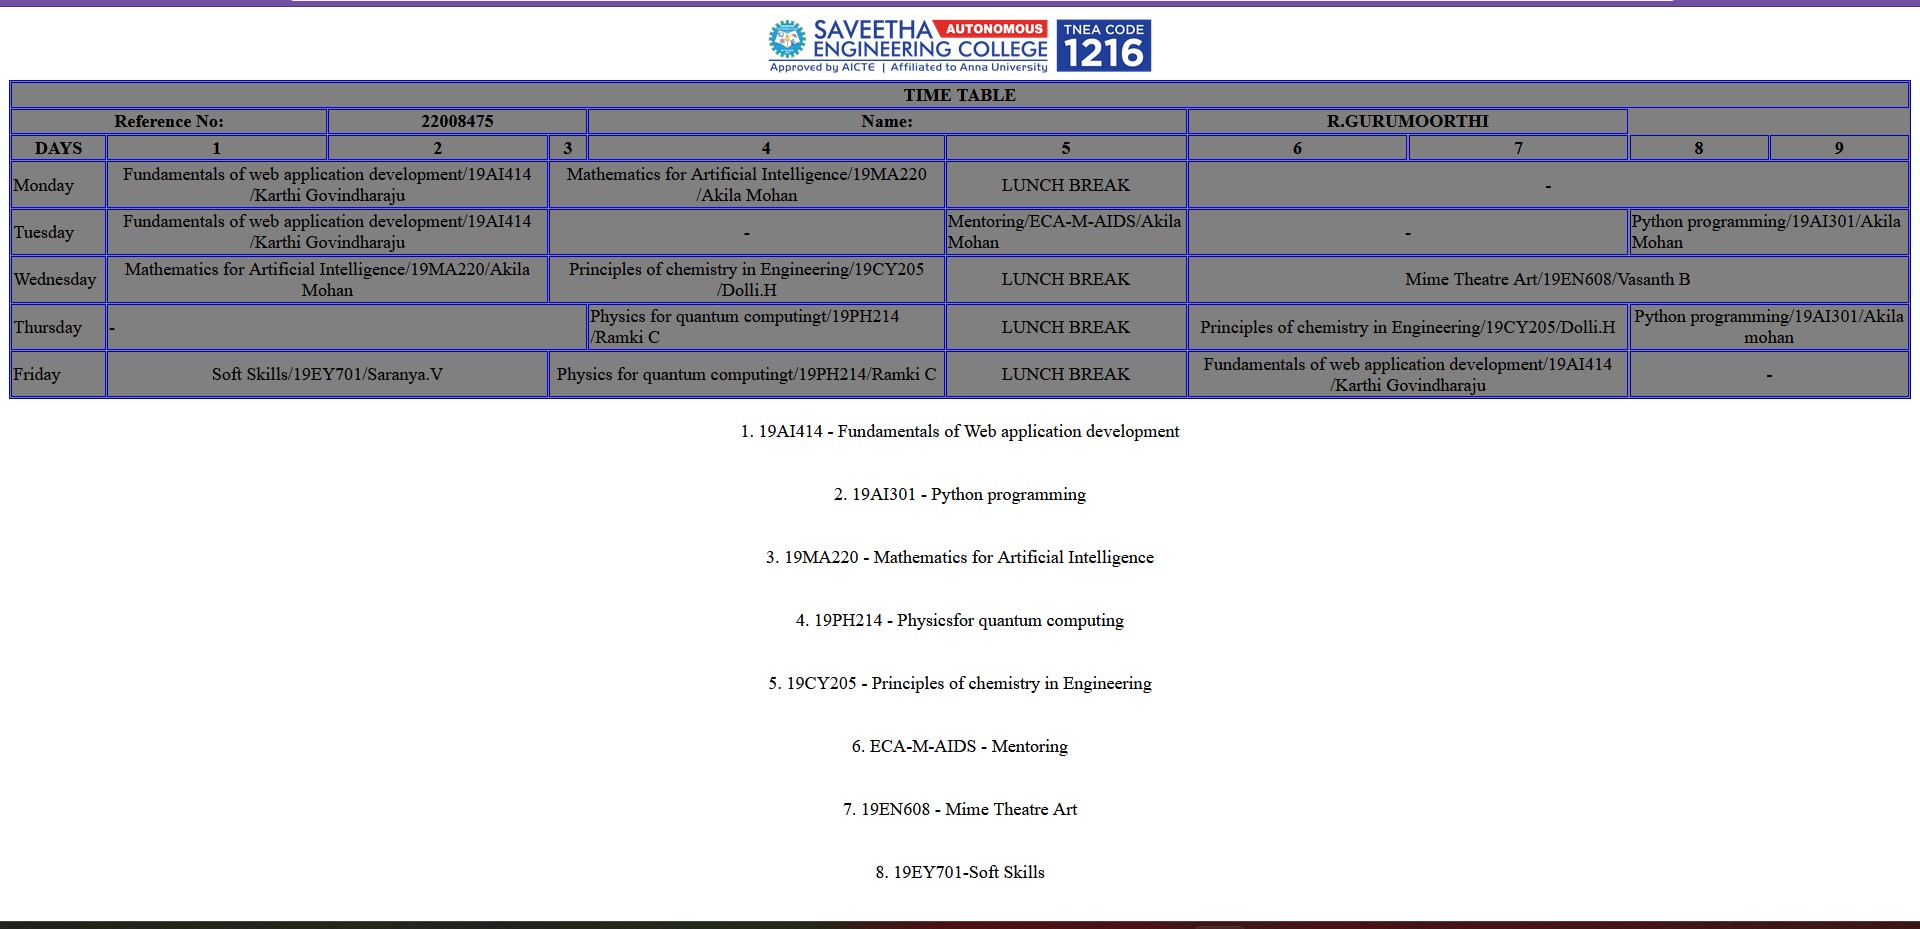 SAVEETHA AUTONOMOUS
ENGINEERING COLLEGE
Approved by AICTE | Affiliated to Anna University
TNEA CODE
1216
TIME TABLE
Reference No: 22008475 Name: R.GURUMOORTHI
DAYS 1 2 3 4 5 6 7 8 9
Monday
Fundamentals of web application development/19AI414
/Karthi Govindharaju
Mathematics for Artificial Intelligence/19MA220
/Akila Mohan
LUNCH BREAK
-
Tuesday
Fundamentals of web application development/19AI414
/Karthi Govindharaju
-
Mentoring/ECA-M-AIDS/Akila
Mohan
-
Python programming/19AI301/Akila
Mohan
Wednesday
Mathematics for Artificial Intelligence/19MA220/Akila
Mohan
Principles of chemistry in Engineering/19CY205
/Dolli.H
LUNCH BREAK
Mime Theatre Art/19EN608/Vasanth B
Thursday
-
Physics for quantum computingt/19PH214
/Ramki C
LUNCH BREAK
Principles of chemistry in Engineering/19CY205/Dolli.H
Python programming/19AI301/Akila
mohan
Friday
Soft Skills/19EY701/Saranya.V
Physics for quantum computingt/19PH214/Ramki C
LUNCH BREAK
Fundamentals of web application development/19AI414
/Karthi Govindharaju
-
1. 19AI414 - Fundamentals of Web application development
2. 19AI301 - Python programming
3. 19MA220 - Mathematics for Artificial Intelligence
4. 19PH214 - Physicsfor quantum computing
5. 19CY205 - Principles of chemistry in Engineering
6. ECA-M-AIDS - Mentoring
7. 19EN608 - Mime Theatre Art
8. 19EY701-Soft Skills